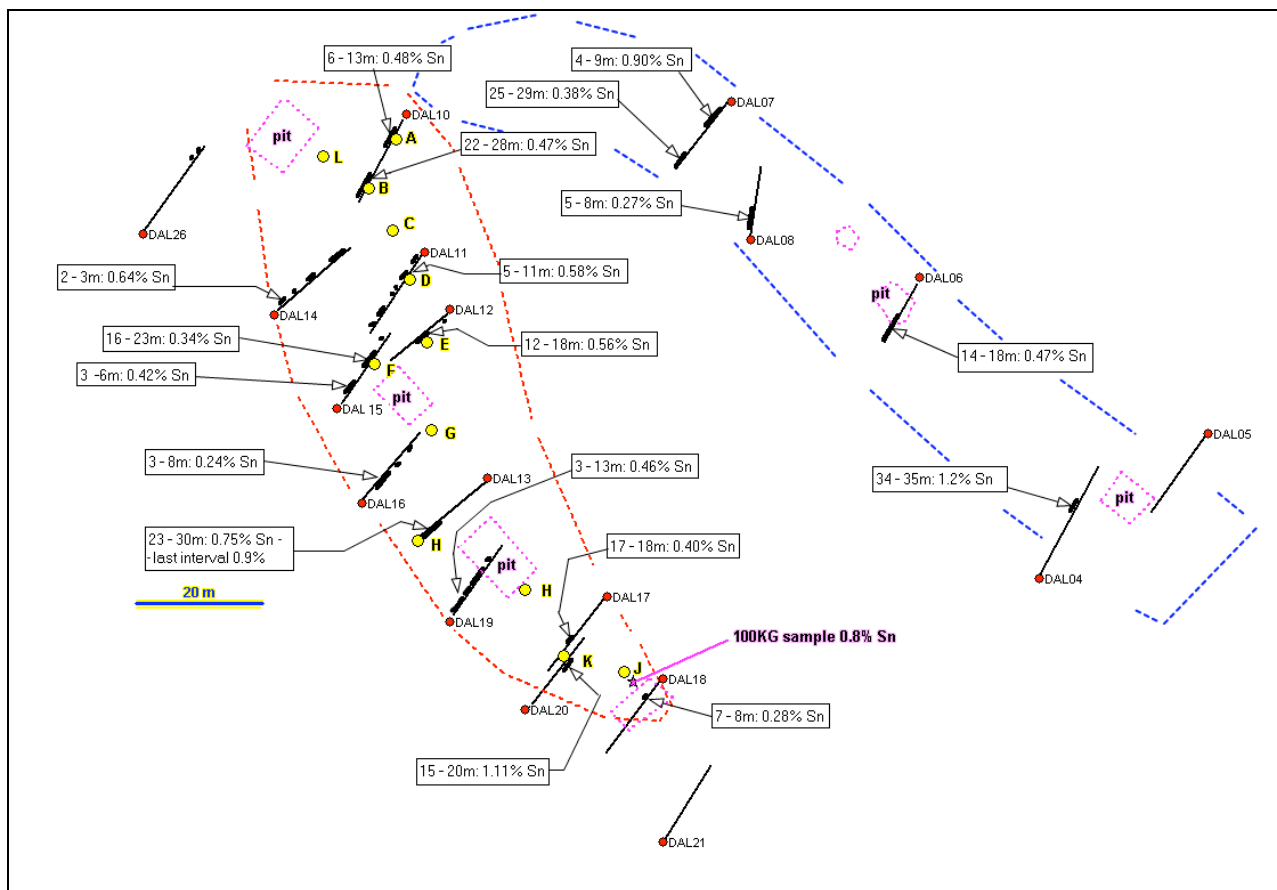 6 - 13m: 0.48% Sn
4 - 9m: 0.90% Sn
25 - 29m: 0.38% Sn
DAL07
DAL10
pit
A
L
22 - 28m: 0.47% Sn
B
5 - 8m: 0.27% Sn
C
DAL26
DAL08
DAL11
2 - 3m: 0.64% Sn
5 - 11m: 0.58% Sn
D
DAL06
pit
DAL14
DAL12
16 - 23m: 0.34% Sn
E
12 - 18m: 0.56% Sn
14 - 18m: 0.47% Sn
F
3 -6m: 0.42% Sn
pit
DAL 15
G
DAL05
3 - 8m: 0.24% Sn
3 - 13m: 0.46% Sn
DAL13
34 - 35m: 1.2% Sn
pit
DAL16
23 - 30m: 0.75% Sn -
- last interval 0.9%
H
17 - 18m: 0.40% Sn
pit
DAL04
20 m
H
DAL17
DAL19
100KG sample 0.8% Sn
K
J
DAL18
DAL20
7 - 8m: 0.28% Sn
15 - 20m: 1.11% Sn
DAL21